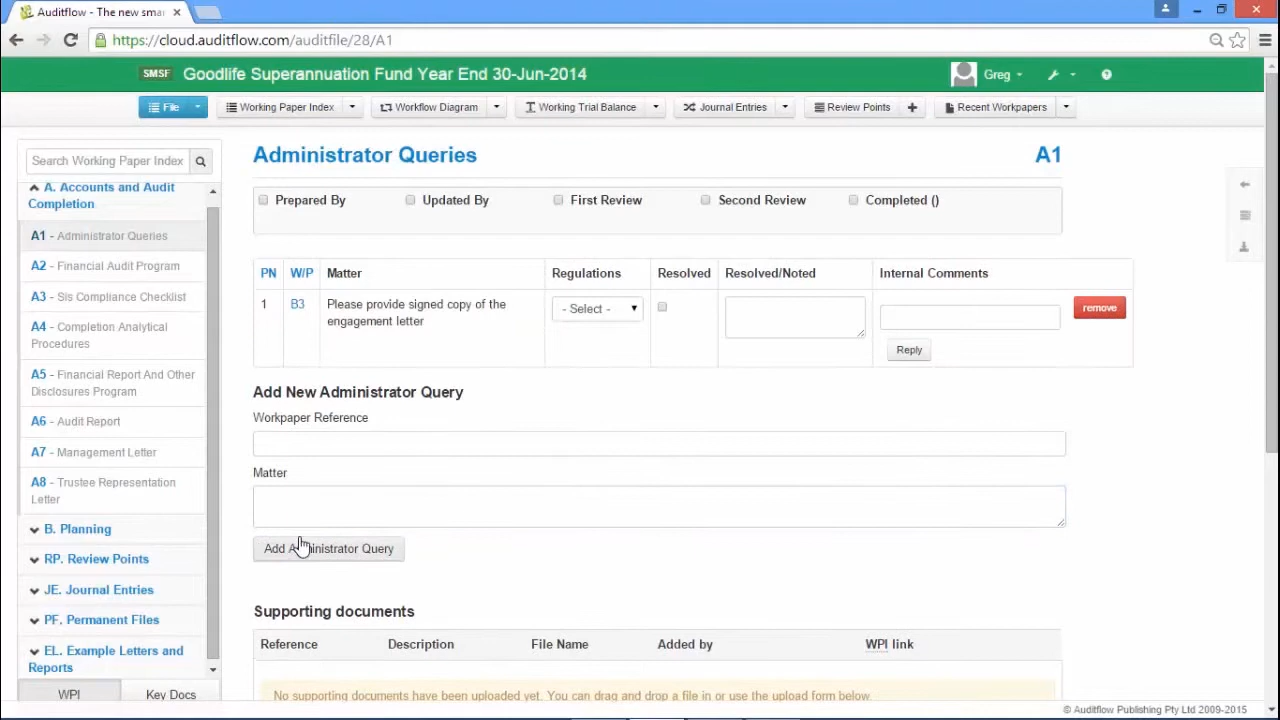 Auditflow - The new smar
https://cloud.auditflow.com/auditfile/28/A1
SMSF Goodlife Superannuation Fund Year End 30-Jun-2014
Greg
File
Working Paper Index
Workflow Diagram
Working Trial Balance
Journal Entries
Review Points
Recent Workpapers
Search Working Paper Index
A. Accounts and Audit
Completion
A1 - Administrator Queries
A2 - Financial Audit Program
A3 - Sis Compliance Checklist
A4 - Completion Analytical
Procedures
A5 - Financial Report And Other
Disclosures Program
A6 - Audit Report
A7 - Management Letter
A8 - Trustee Representation
Letter
B. Planning
RP. Review Points
JE. Journal Entries
PF. Permanent Files
EL. Example Letters and
Reports
WPI
Key Docs
Administrator Queries
A1
Prepared By
Updated By
First Review
Second Review
Completed ()
PN W/P Matter Regulations Resolved Resolved/Noted Internal Comments
1 B3 Please provide signed copy of the
engagement letter
- Select -
remove
Reply
Add New Administrator Query
Workpaper Reference
Matter
Add Administrator Query
Supporting documents
Reference Description File Name Added by WPI link
No supporting documents have been uploaded yet. You can drag and drop a file in or use the upload form below.
© Auditflow Publishing Pty Ltd 2009-2015